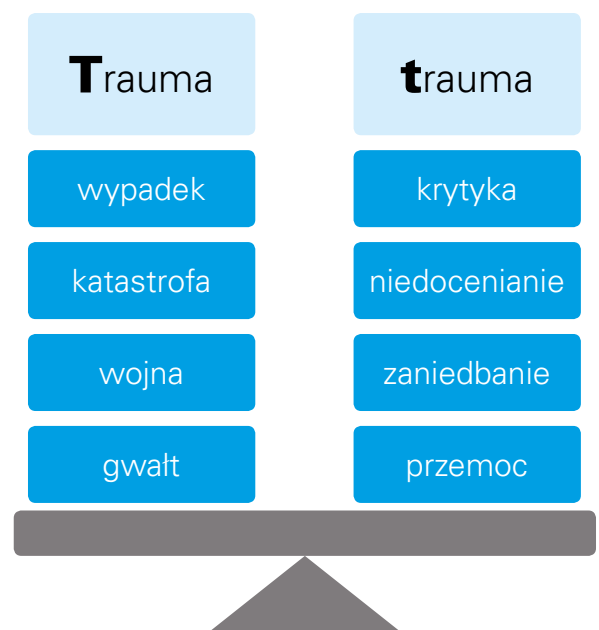 Trauma
wypadek
katastrofa
wojna
gwałt
trauma
krytyka
niedocenianie
zaniedbanie
przemoc